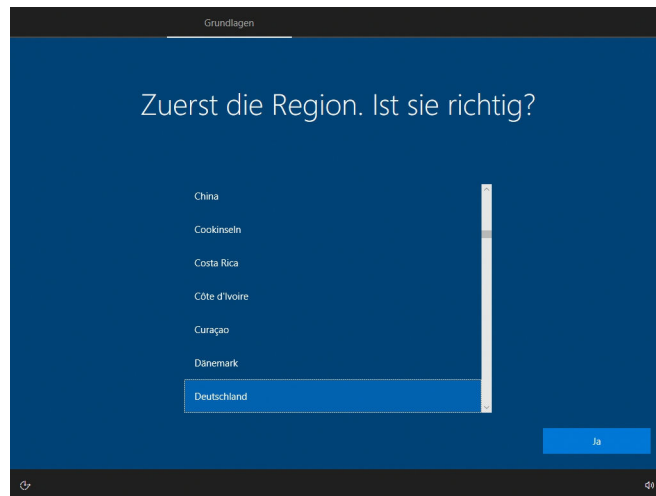 Grundlagen
Zuerst die Region. Ist sie richtig?
China
Cookinseln
Costa Rica
Côte d'Ivoire
Curaçao
Dänemark
Deutschland
Ja